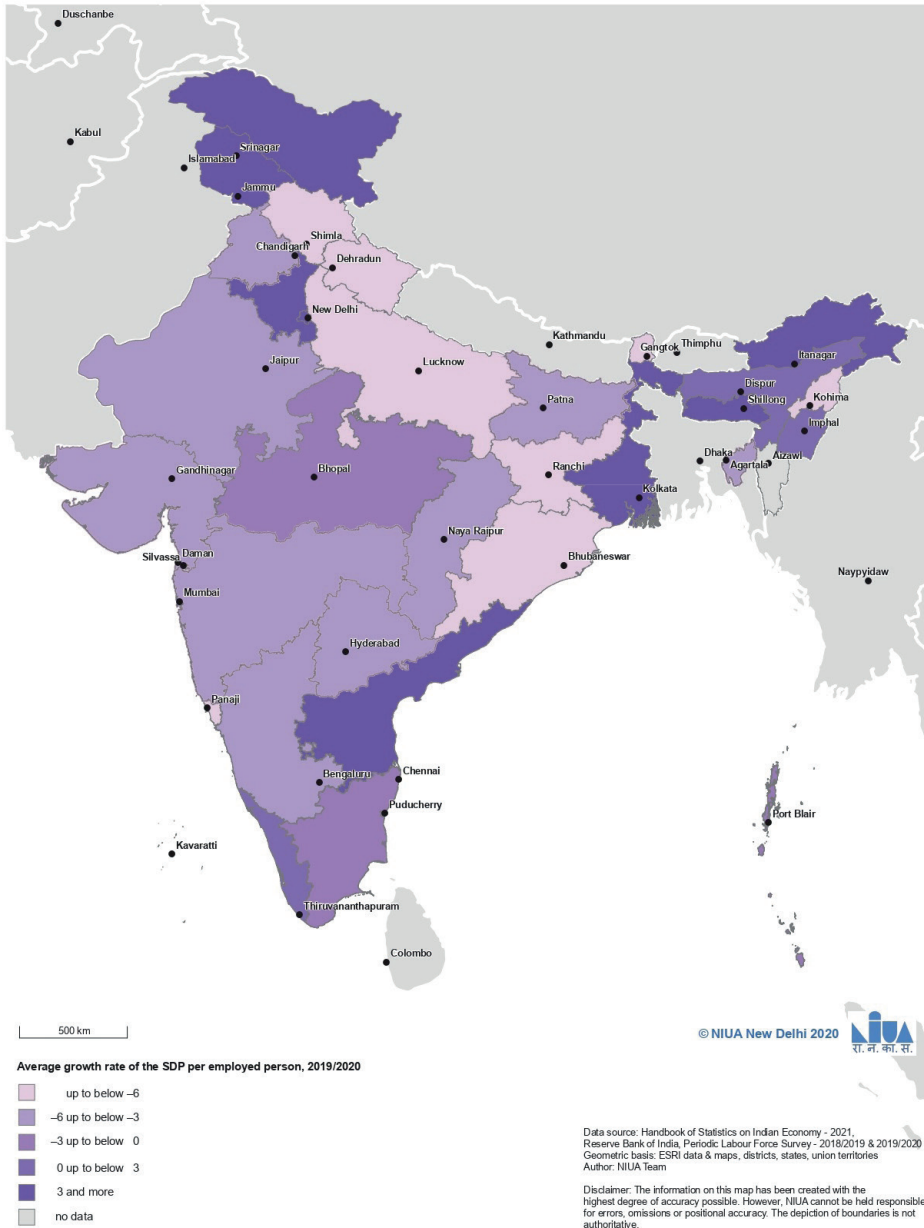 Duschanbe
Kabul
Islamabad
Srinagar
Jammu
Shimla
Chandigarh
Dehradun
New Delhi
Kathmandu
Gangtok
Thimphu
Itanagar
Jaipur
Lucknow
Patna
Dispur
Shillong
Kohima
Imphal
Gandhinagar
Bhopal
Ranchi
Dhaka
Agartala
Aizawl
Kolkata
Naya Raipur
Silvassa
Daman
Bhubaneswar
Naypyidaw
Mumbai
Hyderabad
Panaji
Bengaluru
Chennai
Puducherry
Port Blair
Kavaratti
Thiruvananthapuram
Colombo
500 km
© NIUA New Delhi 2020
NIUA
रा. न. का. स.
Average growth rate of the SDP per employed person, 2019/2020
up to below –6
–6 up to below –3
–3 up to below 0
0 up to below 3
3 and more
no data
Data source: Handbook of Statistics on Indian Economy - 2021,
Reserve Bank of India, Periodic Labour Force Survey - 2018/2019 & 2019/2020
Geometric basis: ESRI data & maps, districts, states, union territories
Author: NIUA Team
Disclaimer: The information on this map has been created with the
highest degree of accuracy possible. However, NIUA cannot be held responsible
for errors, omissions or positional accuracy. The depiction of boundaries is not
authoritative.